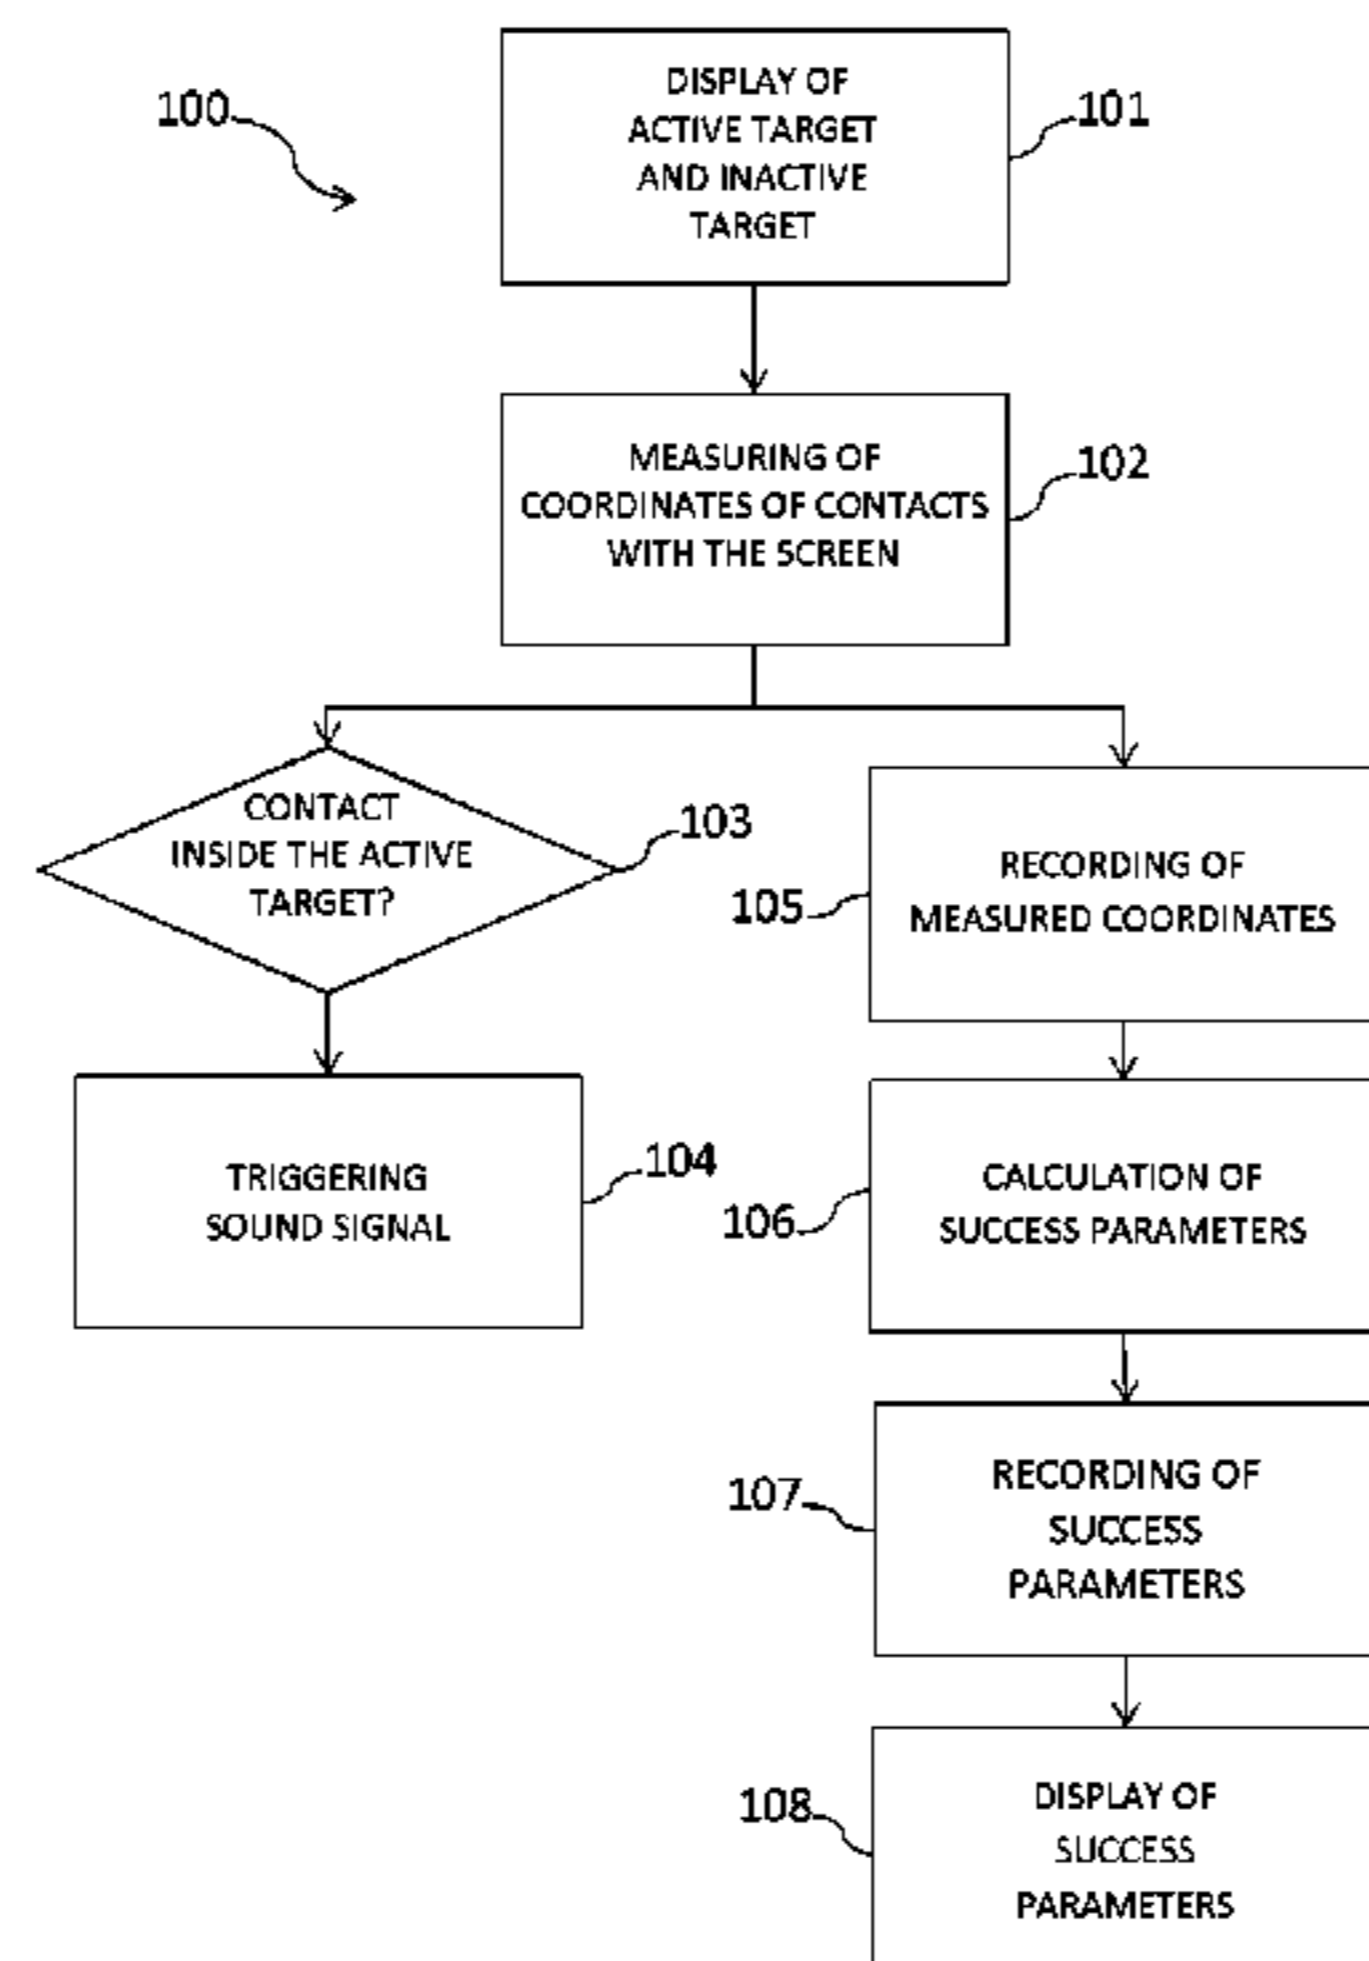 100
DISPLAY OF
ACTIVE TARGET
AND INACTIVE
TARGET
101
MEASURING OF
COORDINATES OF CONTACTS
WITH THE SCREEN
102
CONTACT
INSIDE THE ACTIVE
TARGET?
103
TRIGGERING
SOUND SIGNAL
104
105
RECORDING OF
MEASURED COORDINATES
106
CALCULATION OF
SUCCESS PARAMETERS
107
RECORDING OF
SUCCESS
PARAMETERS
108
DISPLAY OF
SUCCESS
PARAMETERS